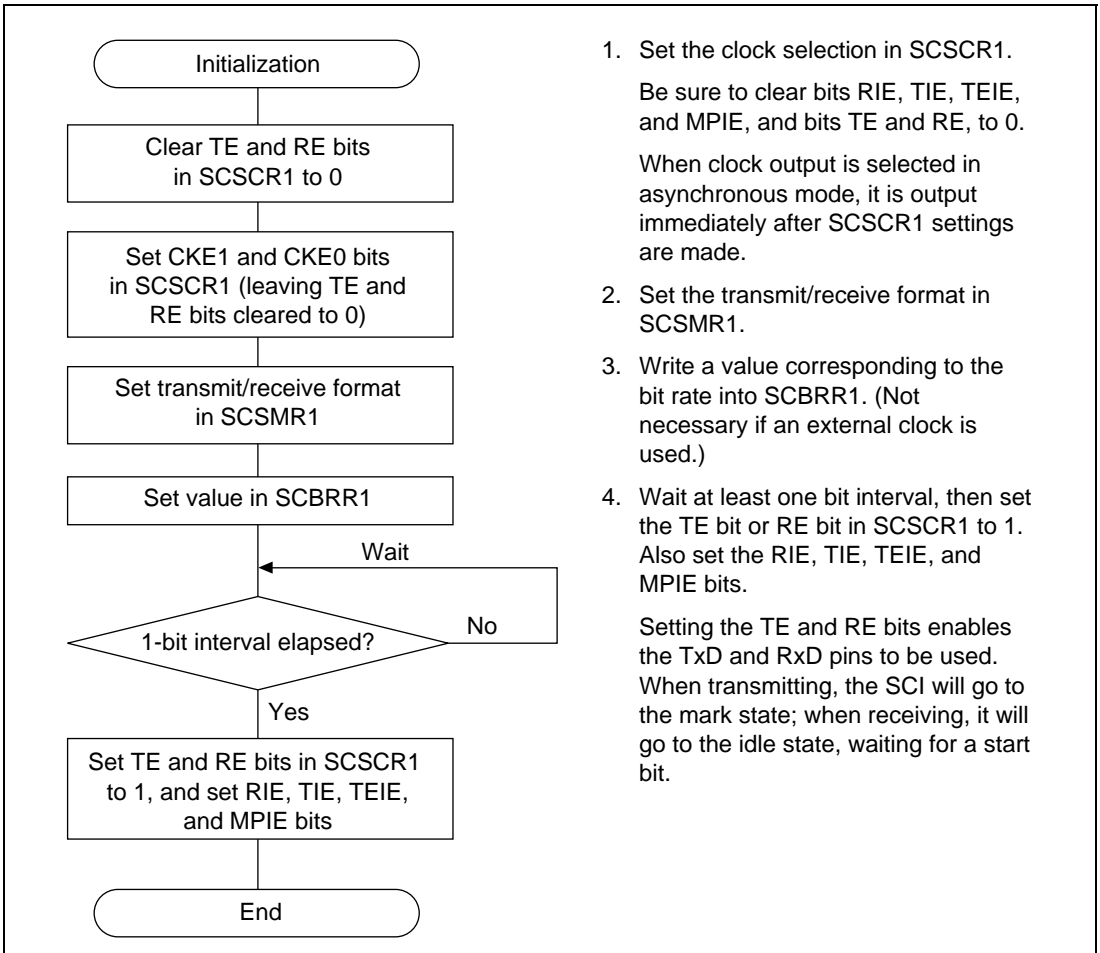 Initialization
Clear TE and RE bits
in SCSCR1 to 0
Set CKE1 and CKE0 bits
in SCSCR1 (leaving TE and
RE bits cleared to 0)
Set transmit/receive format
in SCSMR1
Set value in SCBRR1
Wait
1-bit interval elapsed?
No
Yes
Set TE and RE bits in SCSCR1
to 1, and set RIE, TIE, TEIE,
and MPIE bits
End
1. Set the clock selection in SCSCR1.
Be sure to clear bits RIE, TIE, TEIE,
and MPIE, and bits TE and RE, to 0.
When clock output is selected in
asynchronous mode, it is output
immediately after SCSCR1 settings
are made.
2. Set the transmit/receive format in
SCSMR1.
3. Write a value corresponding to the
bit rate into SCBRR1. (Not
necessary if an external clock is
used.)
4. Wait at least one bit interval, then set
the TE bit or RE bit in SCSCR1 to 1.
Also set the RIE, TIE, TEIE, and
MPIE bits.
Setting the TE and RE bits enables
the TxD and RxD pins to be used.
When transmitting, the SCI will go to
the mark state; when receiving, it will
go to the idle state, waiting for a start
bit.